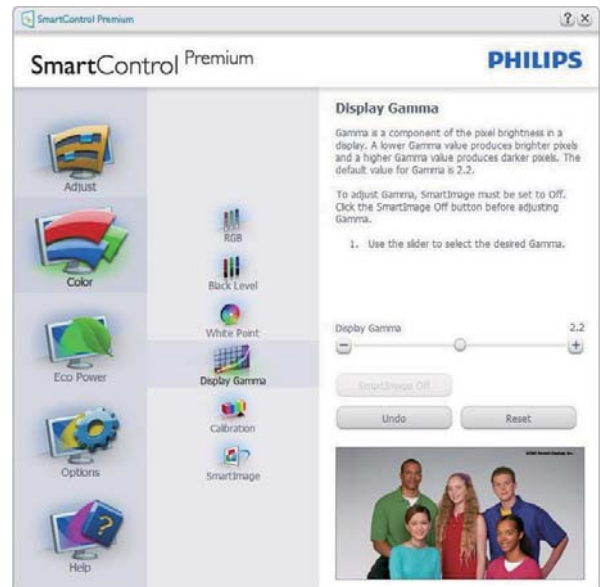 SmartControl Premium
SmartControl Premium
PHILIPS
Adjust
Color
Eco Power
Options
Help
RGB
Black Level
White Point
Display Gamma
Calibration
SmartImage
Display Gamma
Gamma is a component of the pixel brightness in a
display. A lower Gamma value produces brighter pixels
and a higher Gamma value produces darker pixels. The
default value for Gamma is 2.2.
To adjust Gamma, SmartImage must be set to Off.
Click the SmartImage Off button before adjusting
Gamma.
1. Use the slider to select the desired Gamma.
Display Gamma 2.2
SmartImage Off
Undo Reset